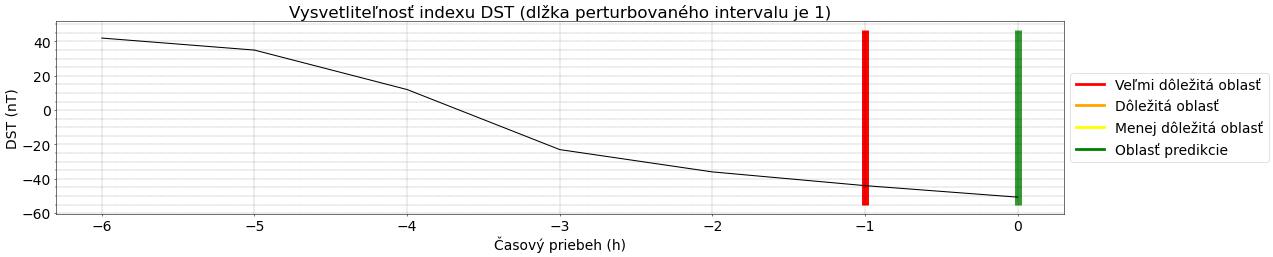 Vysvetliteľnosť indexu DST (dĺžka perturbovaného intervalu je 1)
DST (nT)
40
20
0
−20
−40
−60
−6
−5
−4
−3
−2
−1
0
Časový priebeh (h)
Veľmi dôležitá oblasť
Dôležitá oblasť
Menej dôležitá oblasť
Oblasť predikcie